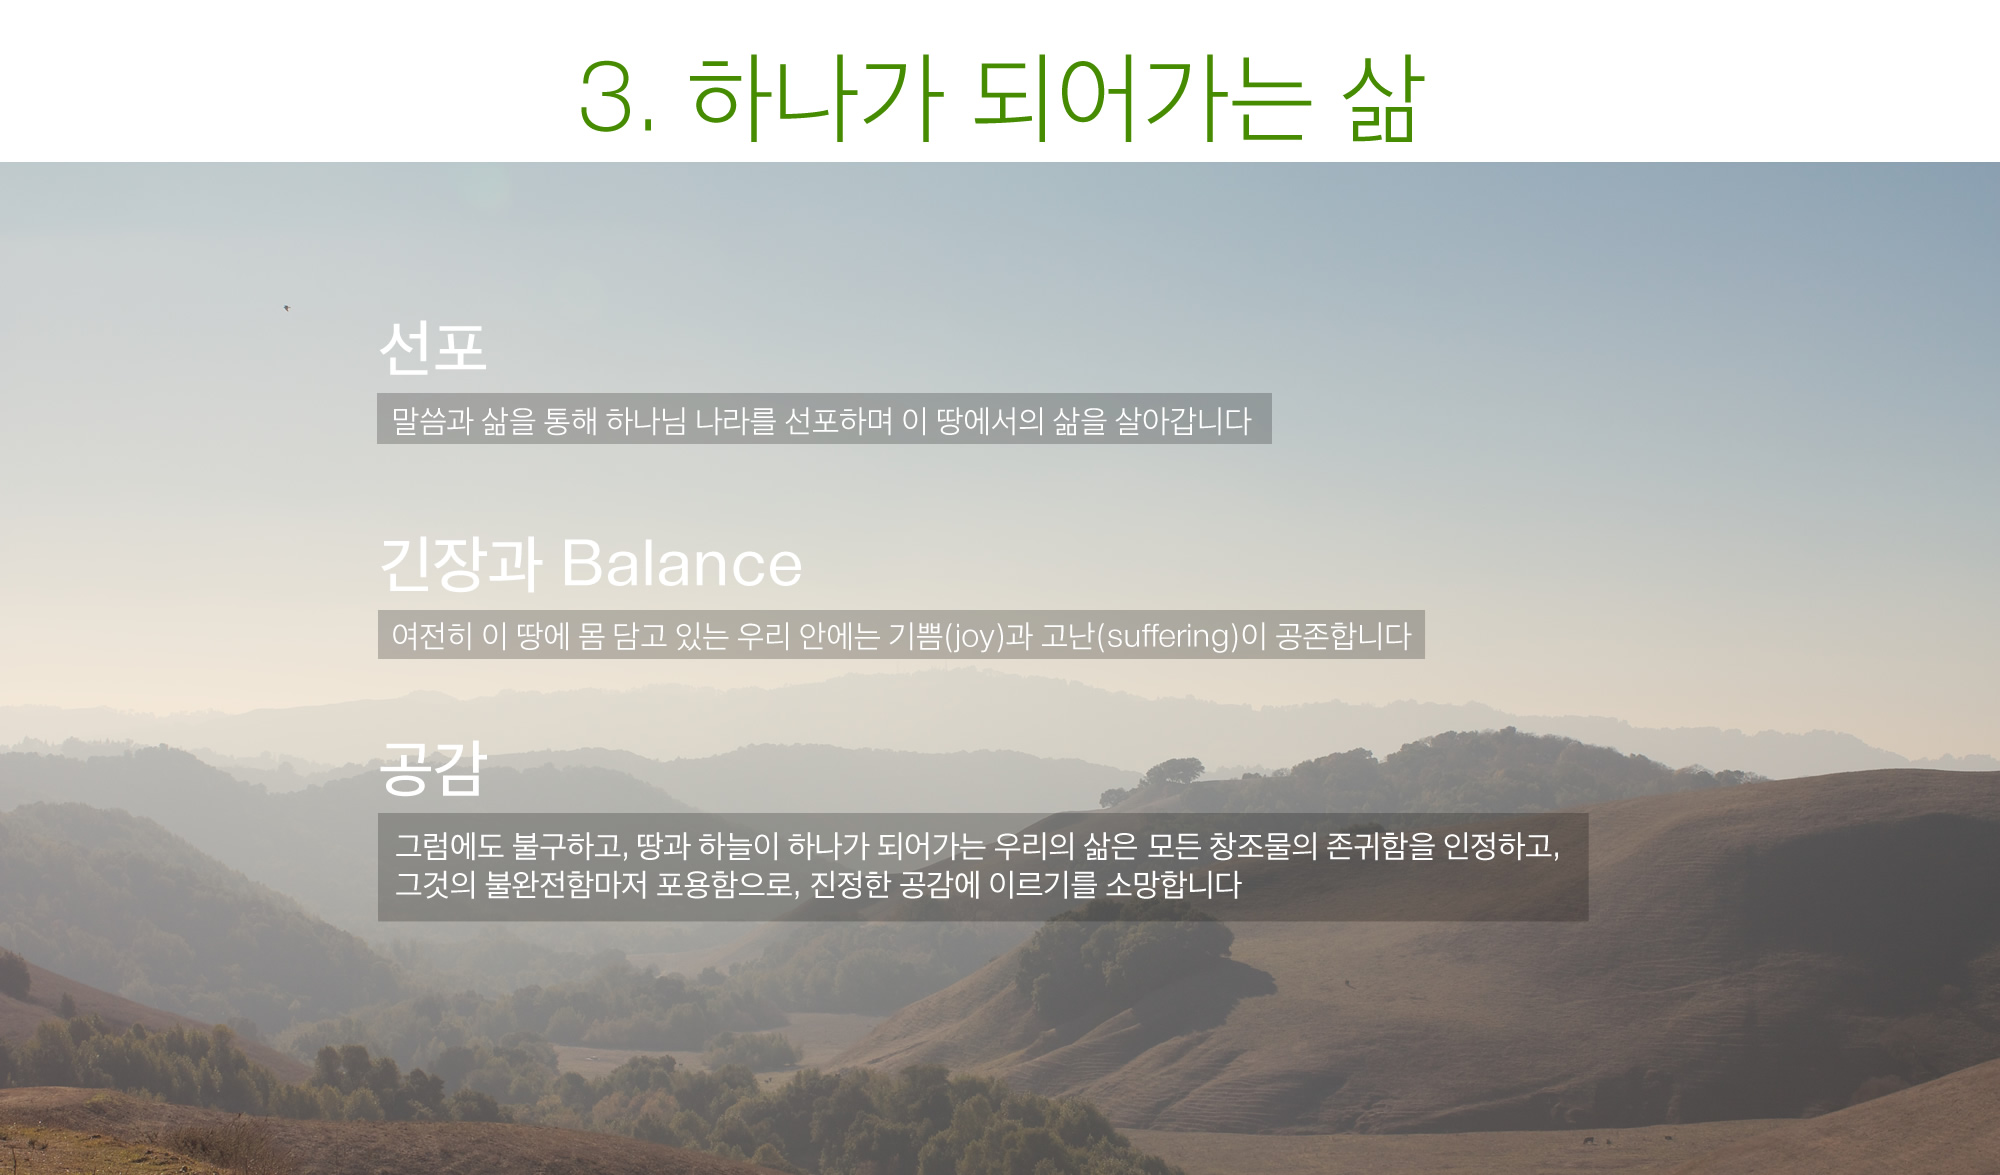 3. 하나가 되어가는 삶
선포
말씀과 삶을 통해 하나님 나라를 선포하며 이 땅에서의 삶을 살아갑니다
긴장과 Balance
여전히 이 땅에 몸 담고 있는 우리 안에는 기쁨(joy)과 고난(suffering)이 공존합니다
공감
그럼에도 불구하고, 땅과 하늘이 하나가 되어가는 우리의 삶은 모든 창조물의 존귀함을 인정하고,
그것의 불완전함마저 포용함으로, 진정한 공감에 이르기를 소망합니다